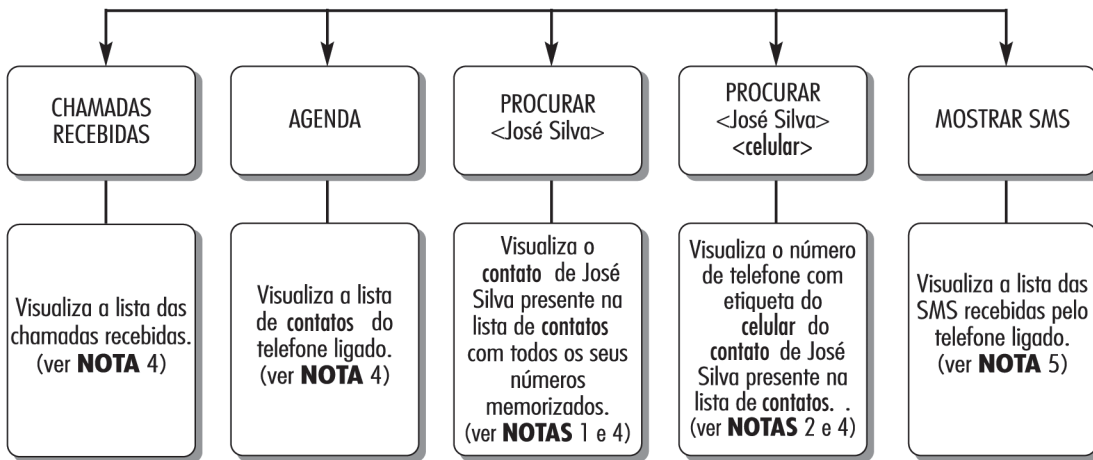 CHAMADAS
RECEBIDAS
AGENDA
PROCURAR
<José Silva>
PROCURAR
<José Silva>
<celular>
MOSTRAR SMS
Visualiza a lista das
chamadas recebidas.
(ver NOTA 4)
Visualiza a lista
de contatos do
telefone ligado.
(ver NOTA 4)
Visualiza o
contato de José
Silva presente na
lista de contatos
com todos os seus
números
memorizados.
(ver NOTAS 1 e 4)
Visualiza o número
de telefone com
etiqueta do
celular do
contato de José
Silva presente na
lista de contatos. .
(ver NOTAS 2 e 4)
Visualiza a lista das
SMS recebidas pelo
telefone ligado.
(ver NOTA 5)